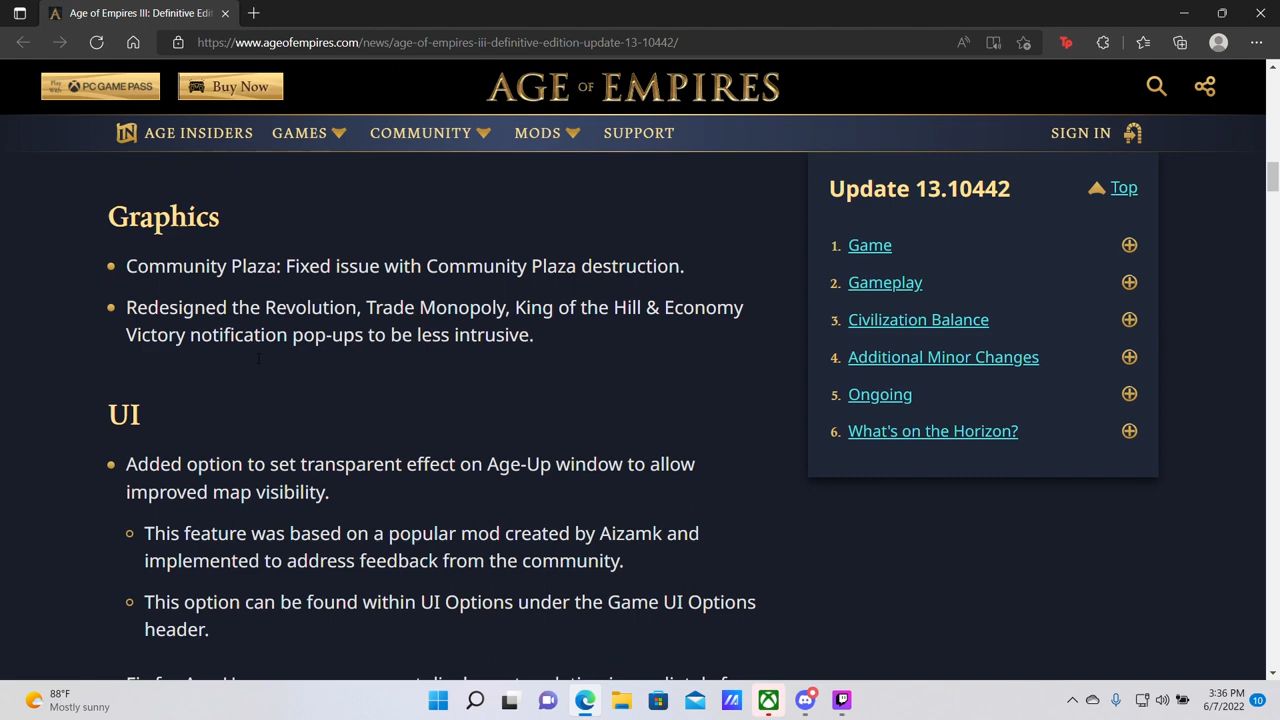 Age of Empires III: Definitive Edit
https://www.ageofempires.com/news/age-of-empires-iii-definitive-edition-update-13-10442/
PC GAME PASS
Buy Now
AGE OF EMPIRES
AGE INSIDERS
GAMES
COMMUNITY
MODS
SUPPORT
SIGN IN
Graphics
Community Plaza: Fixed issue with Community Plaza destruction.
Redesigned the Revolution, Trade Monopoly, King of the Hill & Economy
Victory notification pop-ups to be less intrusive.
UI
Added option to set transparent effect on Age-Up window to allow
improved map visibility.
This feature was based on a popular mod created by Aizamk and
implemented to address feedback from the community.
This option can be found within UI Options under the Game UI Options
header.
Update 13.10442
Top
1. Game
2. Gameplay
3. Civilization Balance
4. Additional Minor Changes
5. Ongoing
6. What's on the Horizon?
88°F
Mostly sunny
3:36 PM
6/7/2022
10